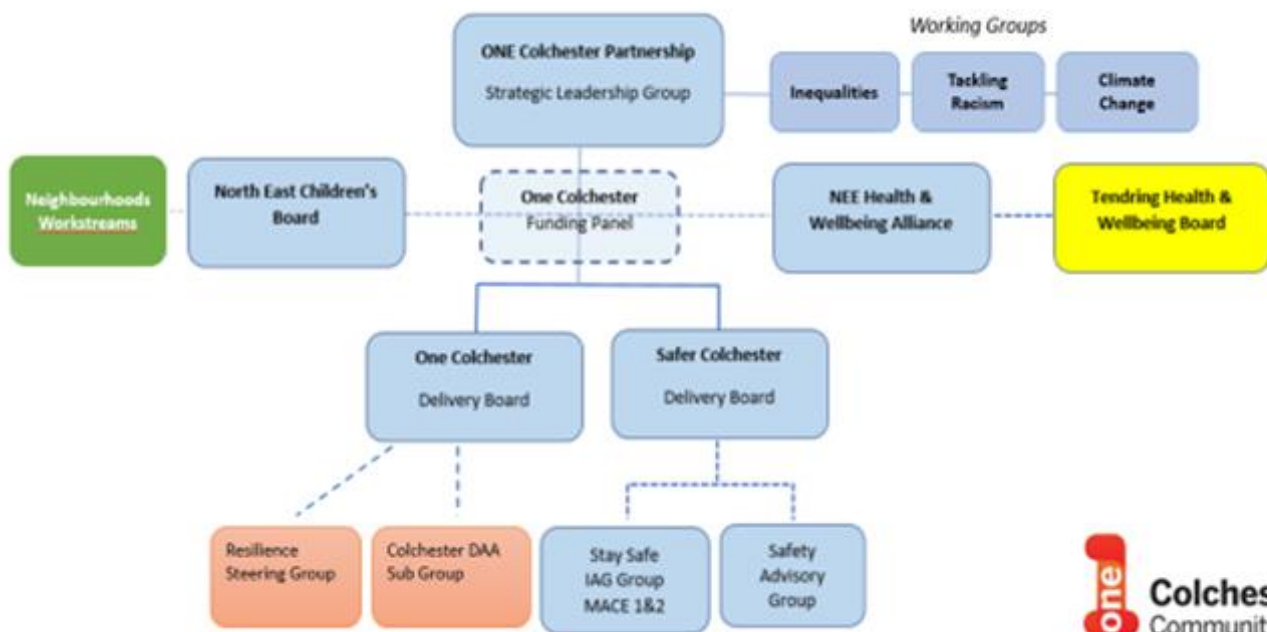 Working Groups
ONE Colchester Partnership
Strategic Leadership Group
Inequalities
Tackling
Racism
Climate
Change
Neighbourhoods
Workstreams
North East Children's
Board
One Colchester
Funding Panel
NEE Health &
Wellbeing Alliance
Tendring Health &
Wellbeing Board
One Colchester
Delivery Board
Safer Colchester
Delivery Board
Resilience
Steering Group
Colchester DAA
Sub Group
Stay Safe
IAG Group
MACE 1&2
Safety
Advisory
Group
one
Colches
Community